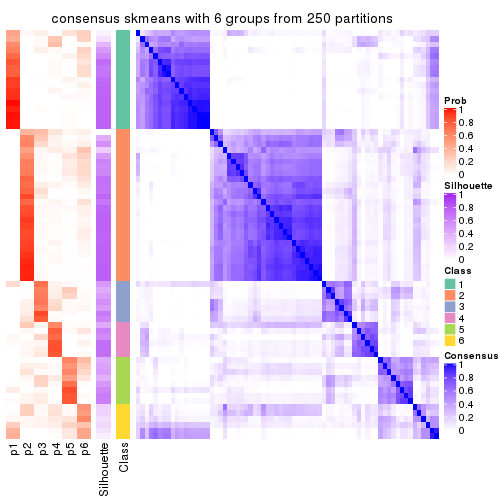 consensus skmeans with 6 groups from 250 partitions
Prob
1
0.8
0.6
0.4
0.2
0
Silhouette
1
0.8
0.6
0.4
0.2
0
Class
1
2
3
4
5
6
Consensus
1
0.8
0.6
0.4
0.2
0
p1
p2
p3
p4
p5
p6
Silhouette
Class